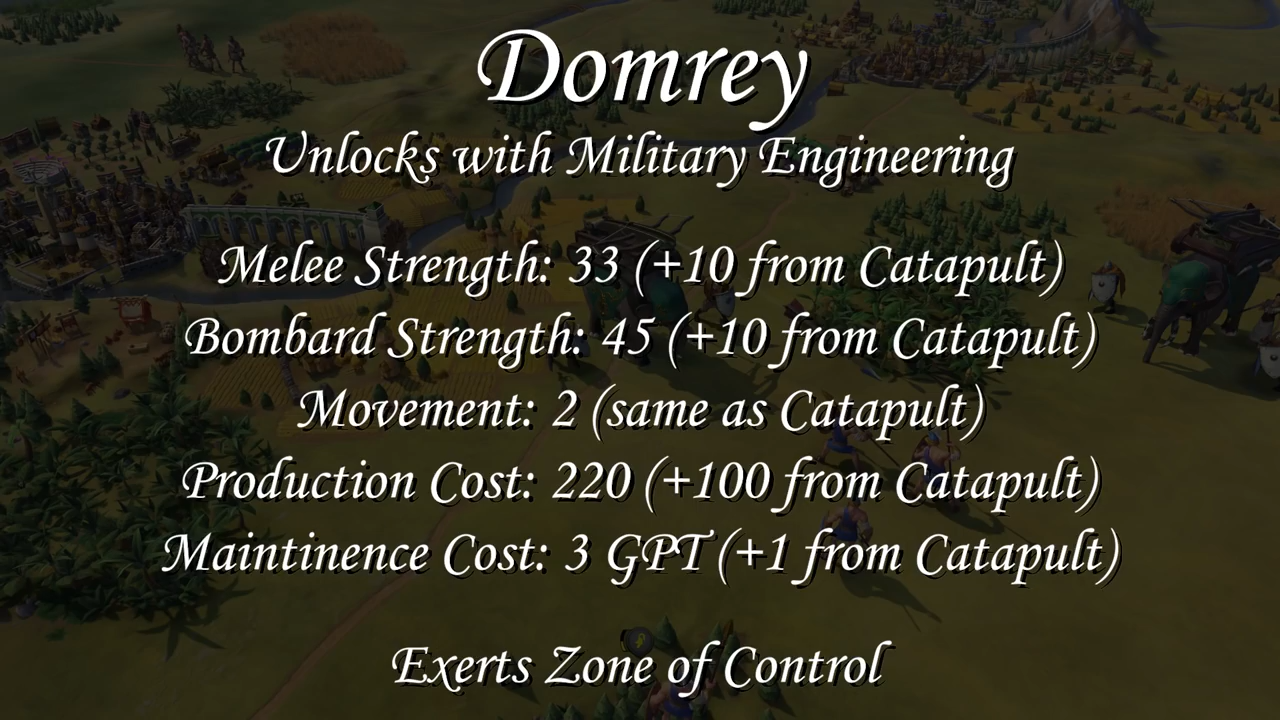 Domrey
Unlocks with Military Engineering
Melee Strength: 33 (+10 from Catapult)
Bombard Strength: 45 (+10 from Catapult)
Movement: 2 (same as Catapult)
Production Cost: 220 (+100 from Catapult)
Maintinence Cost: 3 GPT (+1 from Catapult)
Exerts Zone of Control